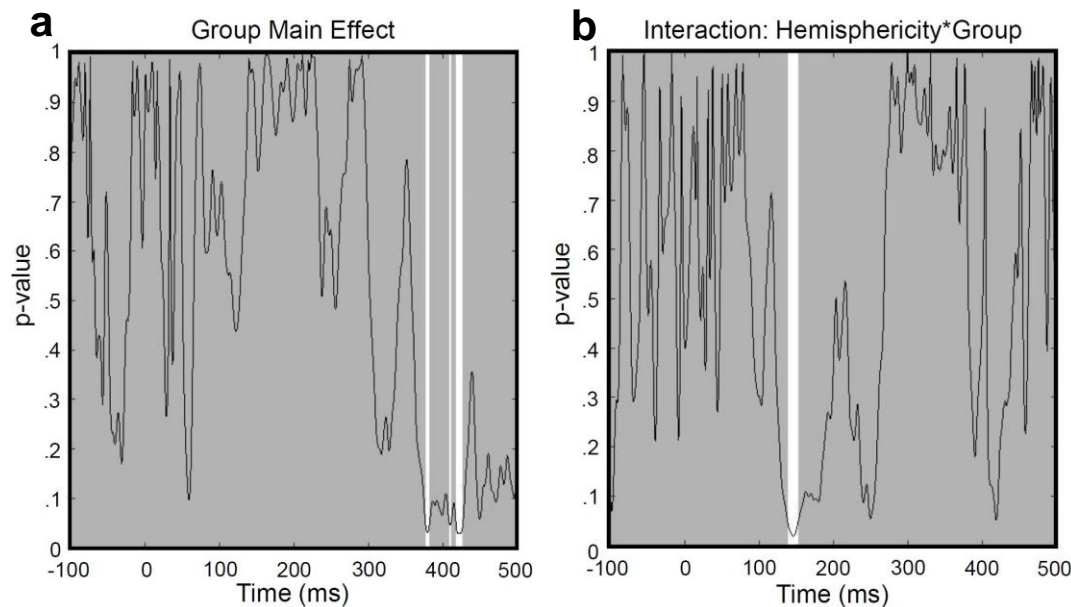 a
Group Main Effect
1
.9
.8
.7
.6
.5
.4
.3
.2
.1
0
p-value
-100 0 100 200 300 400 500
Time (ms)
b
Interaction: Hemisphericity*Group
1
.9
.8
.7
.6
.5
.4
.3
.2
.1
0
p-value
-100 0 100 200 300 400 500
Time (ms)